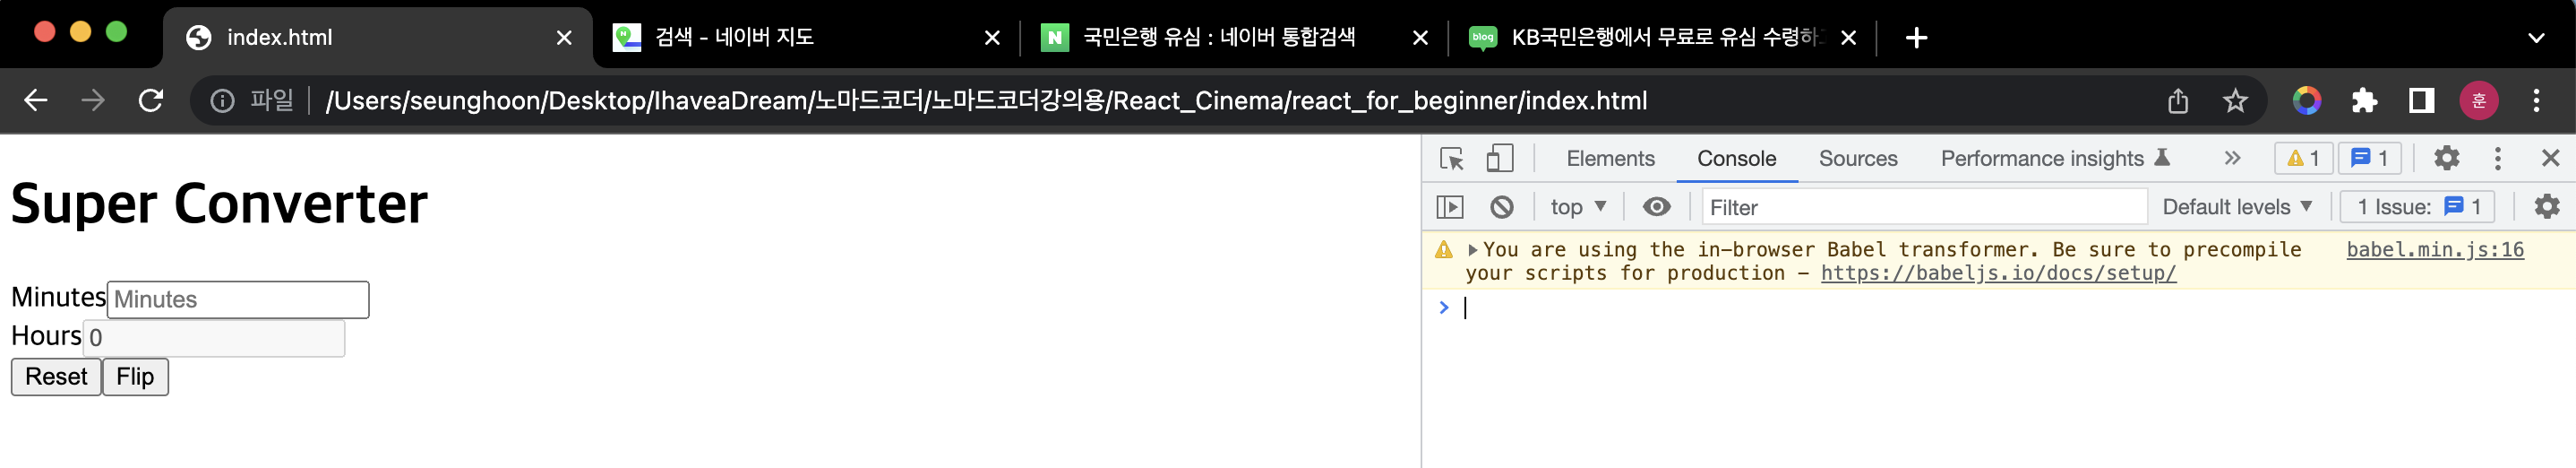 index.html
검색 - 네이버 지도
N
국민은행 유심 : 네이버 통합검색
blog
KB국민은행에서 무료로 유심 수령하고
파일
/Users/seunghoon/Desktop/IhaveaDream/노마드코더/노마드코더강의용/React_Cinema/react_for_beginner/index.html
훈
Super Converter
Minutes Minutes
Hours 0
Reset Flip
Elements Console Sources Performance insights 1 1
top Filter Default levels 1 Issue: 1
You are using the in-browser Babel transformer. Be sure to precompile babel.min.js:16
your scripts for production - https://babeljs.io/docs/setup/